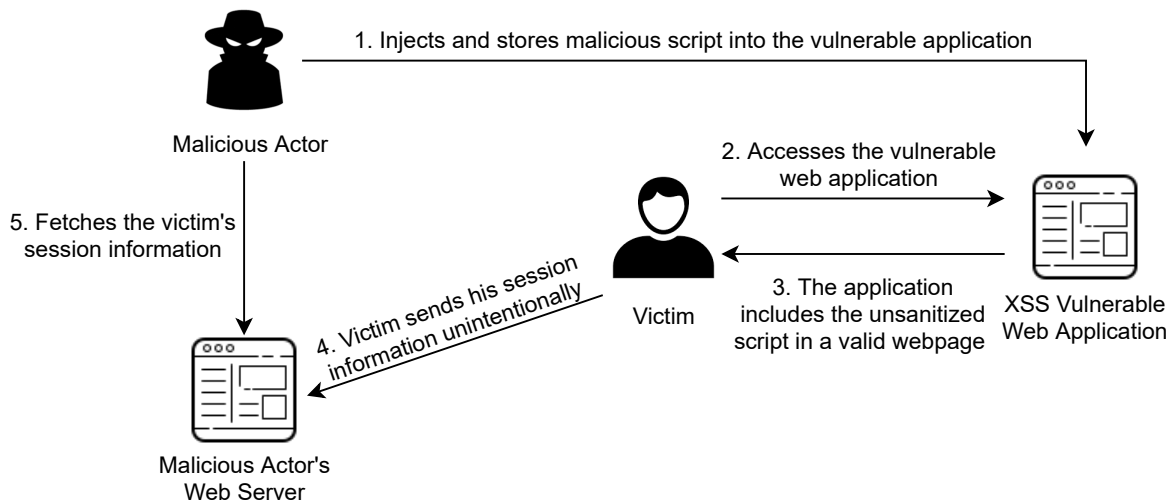 1. Injects and stores malicious script into the vulnerable application
Malicious Actor
2. Accesses the vulnerable
web application
5. Fetches the victim's
session information
4. Victim sends his session
information unintentionally
Victim
3. The application
includes the unsanitized
script in a valid webpage
XSS Vulnerable
Web Application
Malicious Actor's
Web Server